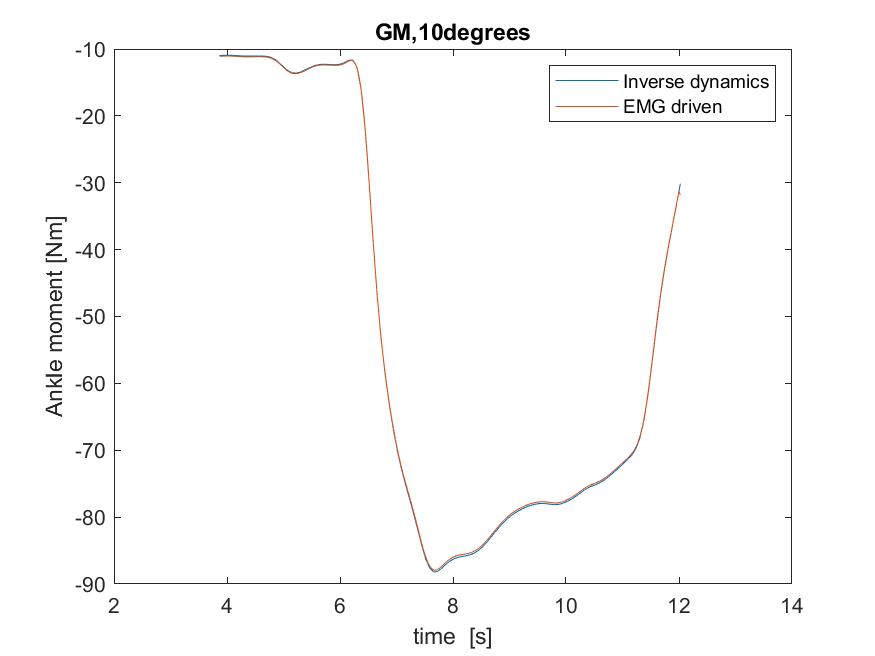 GM,10degrees
-10
Inverse dynamics
EMG driven
-20
-30
-40
-50
-60
-70
-80
-90
Ankle moment [Nm]
2 4 6 8 10 12 14
time [s]